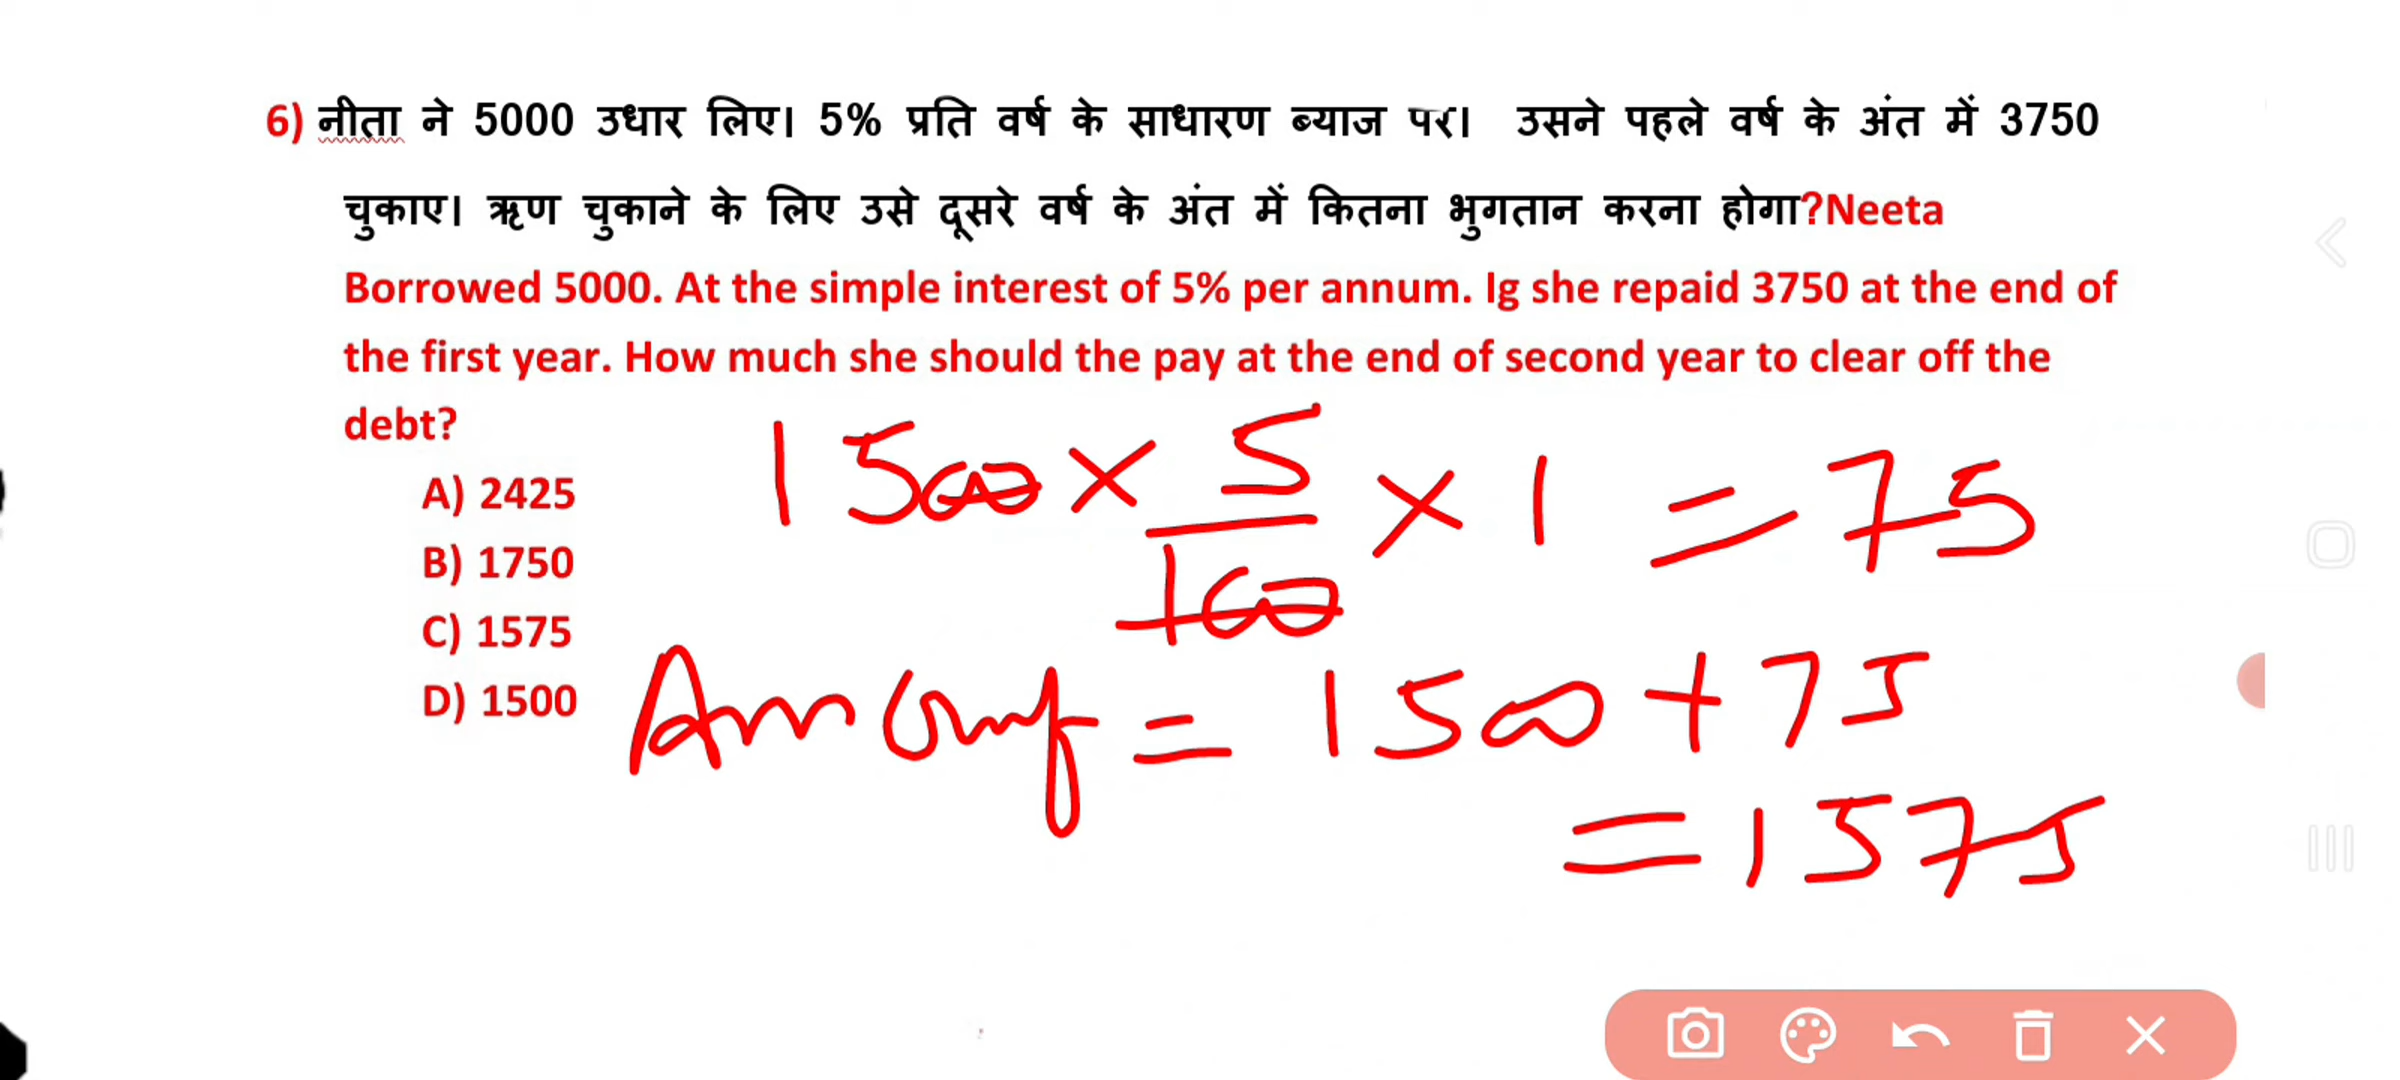 6) नीता ने 5000 उधार लिए। 5% प्रति वर्ष के साधारण ब्याज पर। उसने पहले वर्ष के अंत में 3750
चुकाए। ऋण चुकाने के लिए उसे दूसरे वर्ष के अंत में कितना भुगतान करना होगा?Neeta
Borrowed 5000. At the simple interest of 5% per annum. Ig she repaid 3750 at the end of
the first year. How much she should the pay at the end of second year to clear off the
debt?
1500 × 5/100 × 1 = 75
A) 2425
B) 1750
C) 1575
D) 1500
Amount = 1500 + 75
= 1575